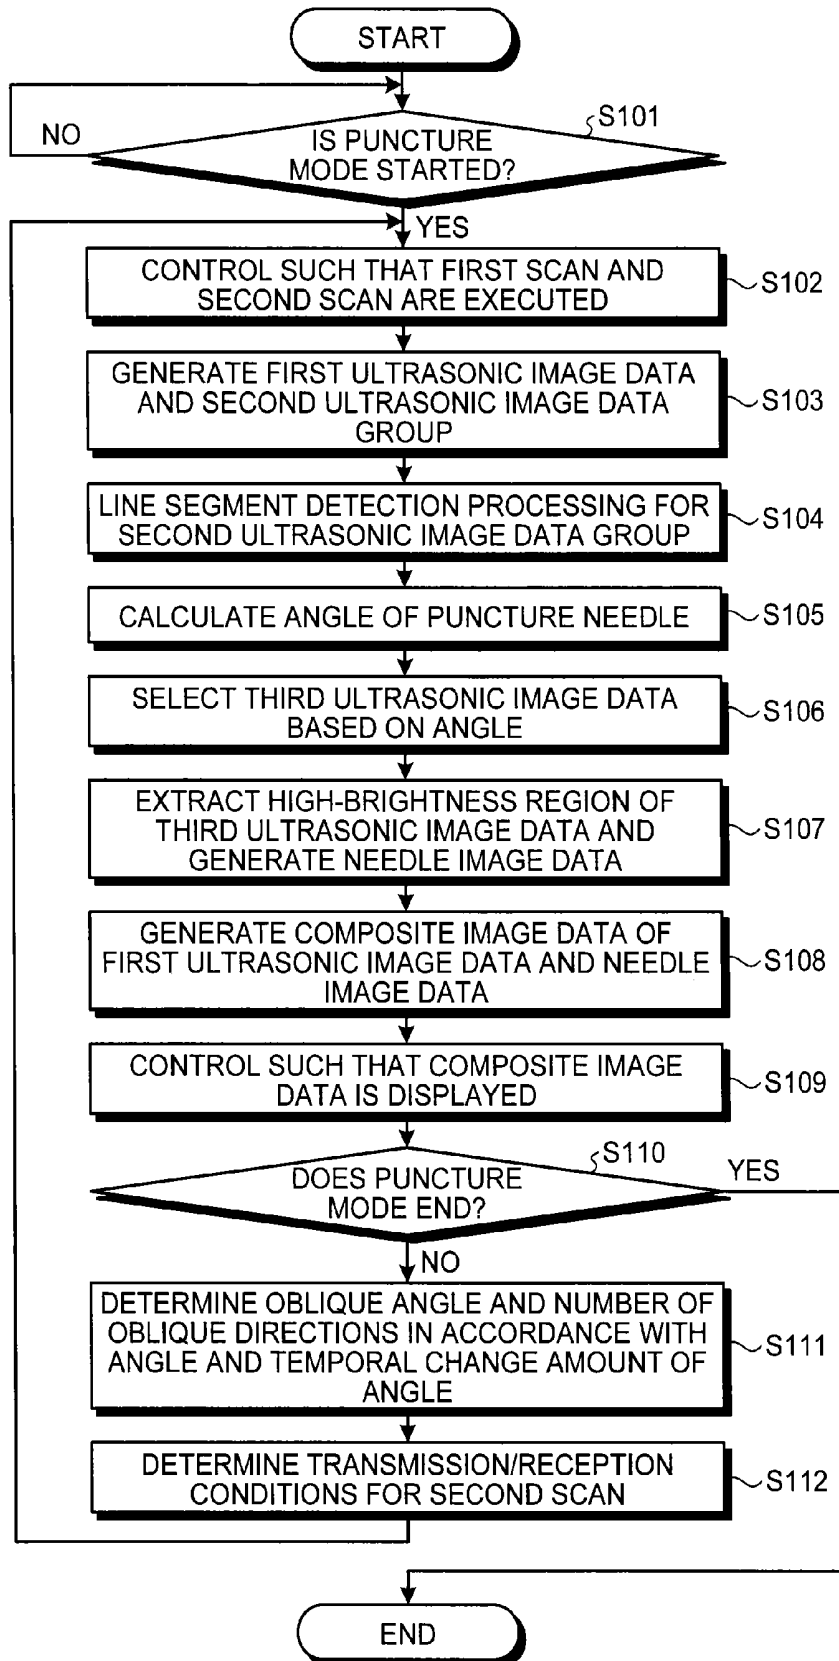 START
S101
NO
IS PUNCTURE
MODE STARTED?
YES
CONTROL SUCH THAT FIRST SCAN AND
SECOND SCAN ARE EXECUTED
S102
GENERATE FIRST ULTRASONIC IMAGE DATA
AND SECOND ULTRASONIC IMAGE DATA
GROUP
S103
LINE SEGMENT DETECTION PROCESSING FOR
SECOND ULTRASONIC IMAGE DATA GROUP
S104
CALCULATE ANGLE OF PUNCTURE NEEDLE
S105
SELECT THIRD ULTRASONIC IMAGE DATA
BASED ON ANGLE
S106
EXTRACT HIGH-BRIGHTNESS REGION OF
THIRD ULTRASONIC IMAGE DATA AND
GENERATE NEEDLE IMAGE DATA
S107
GENERATE COMPOSITE IMAGE DATA OF
FIRST ULTRASONIC IMAGE DATA AND NEEDLE
IMAGE DATA
S108
CONTROL SUCH THAT COMPOSITE IMAGE
DATA IS DISPLAYED
S109
S110
YES
DOES PUNCTURE
MODE END?
NO
DETERMINE OBLIQUE ANGLE AND NUMBER OF
OBLIQUE DIRECTIONS IN ACCORDANCE WITH
ANGLE AND TEMPORAL CHANGE AMOUNT OF
ANGLE
S111
DETERMINE TRANSMISSION/RECEPTION
CONDITIONS FOR SECOND SCAN
S112
END